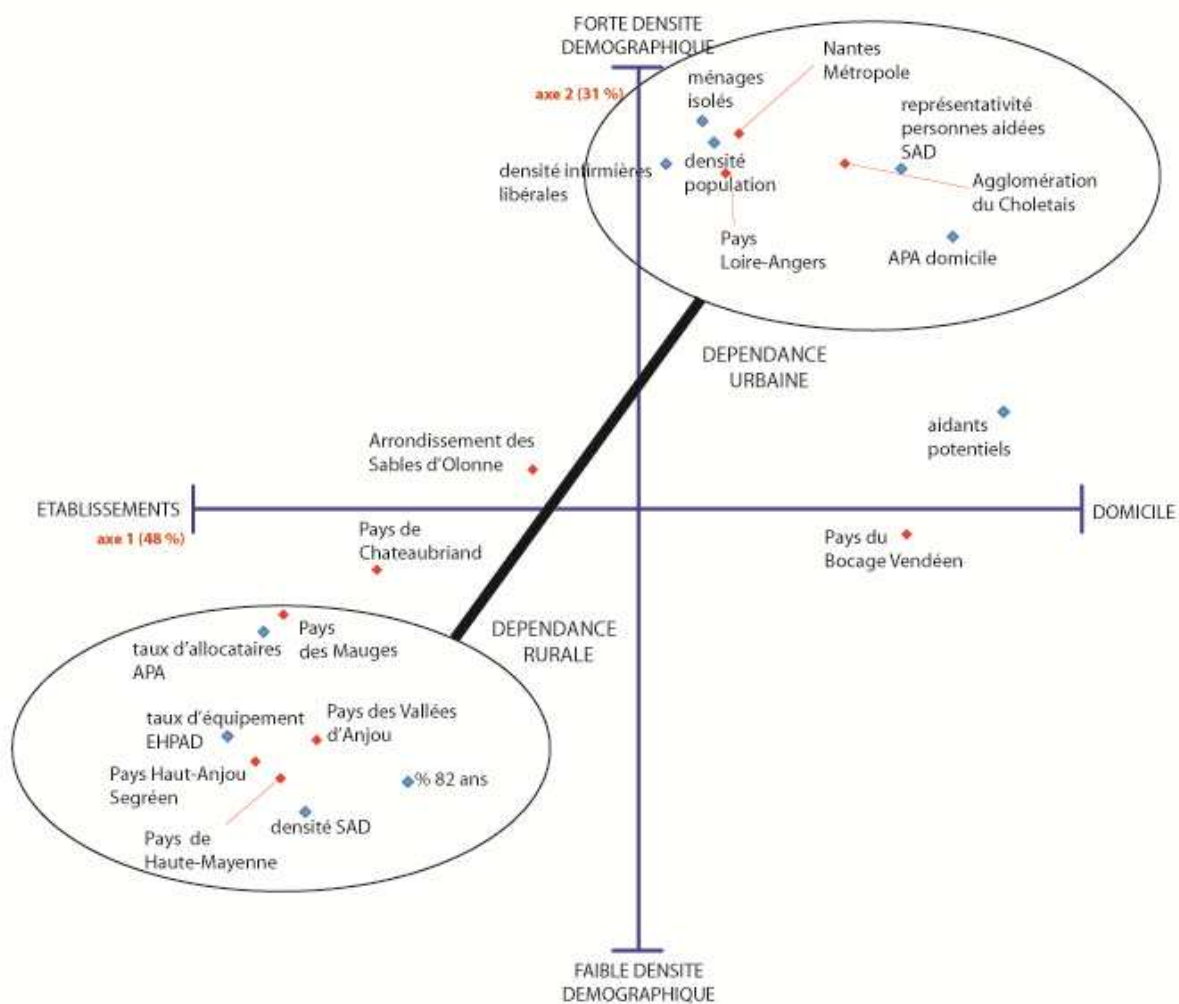 FORTE DENSITE
DEMOGRAPHIQUE
axe 2 (31 %)
ménages
isolés
Nantes
Métropole
représentativité
personnes aidées
SAD
densité infirmières
libérales
densité
population
Agglomération
du Choletais
Pays
Loire-Angers
APA domicile
DEPENDANCE
URBAINE
aidants
potentiels
Arrondissement des
Sables d'Olonne
ETABLISSEMENTS
axe 1 (48 %)
DOMICILE
Pays de
Chateaubriand
Pays du
Bocage Vendéen
DEPENDANCE
RURALE
taux d'allocataires
APA
Pays
des Mauges
taux d'équipement
EHPAD
Pays des Vallées
d'Anjou
Pays Haut-Anjou
Segréen
% 82 ans
densité SAD
Pays de
Haute-Mayenne
FAIBLE DENSITE
DEMOGRAPHIQUE